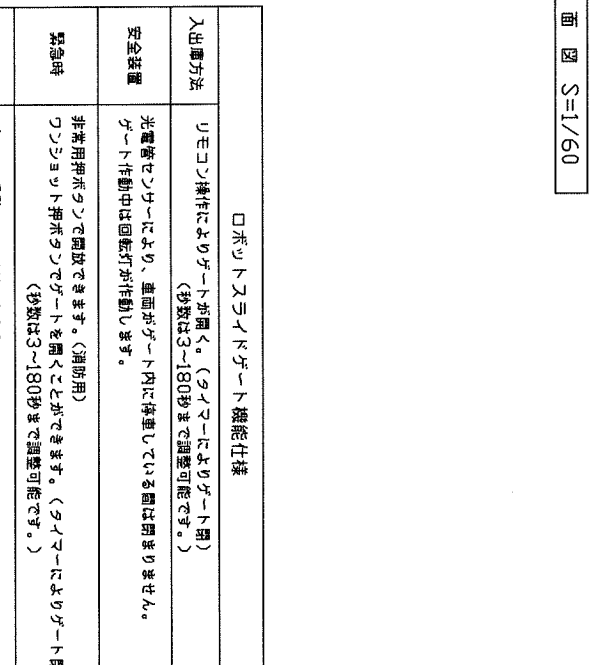 面 図 S=1/60
ロボットスライドゲート機能仕様
入出庫方法
リモコン操作によりゲートが開く。(タイマーによりゲート閉)
(秒数は3~180秒まで調整可能です。)
安全装置
光電管センサーにより、車両がゲート内に停車している間は閉まりません。
ゲート作動中は回転灯が作動します。
緊急時
非常用押ボタンで開放できます。(消防用)
ワンショット押ボタンでゲートを開くことができます。(タイマーによりゲート閉
(秒数は3~180秒まで調整可能です。)